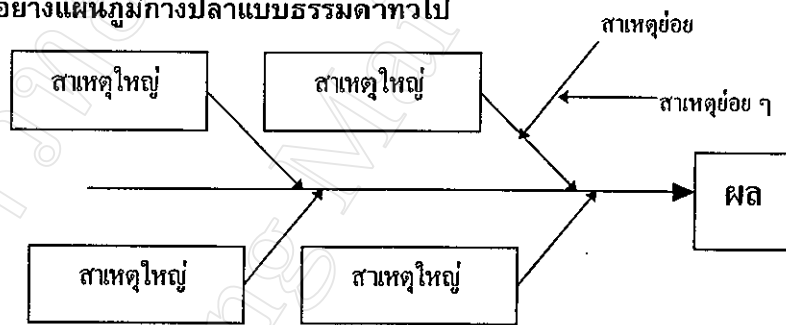 อย่างแผนภูมิก้างปลาแบบธรรมดาทั่วไป
สาเหตุย่อย
สาเหตุใหญ่
สาเหตุใหญ่
สาเหตุย่อย ๆ
ผล
สาเหตุใหญ่
สาเหตุใหญ่